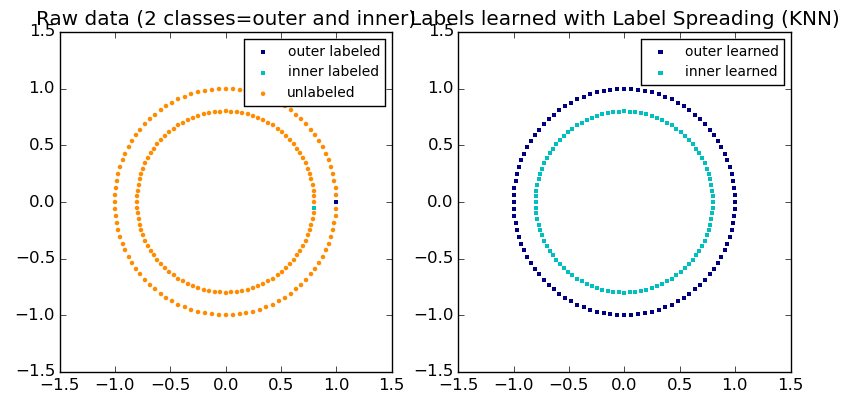 Raw data (2 classes=outer and inner)
1.5
1.0
0.5
0.0
−0.5
−1.0
−1.5
−1.5 −1.0 −0.5 0.0 0.5 1.0 1.5
outer labeled
inner labeled
unlabeled
Labels learned with Label Spreading (KNN)
1.5
1.0
0.5
0.0
−0.5
−1.0
−1.5
−1.5 −1.0 −0.5 0.0 0.5 1.0 1.5
outer learned
inner learned